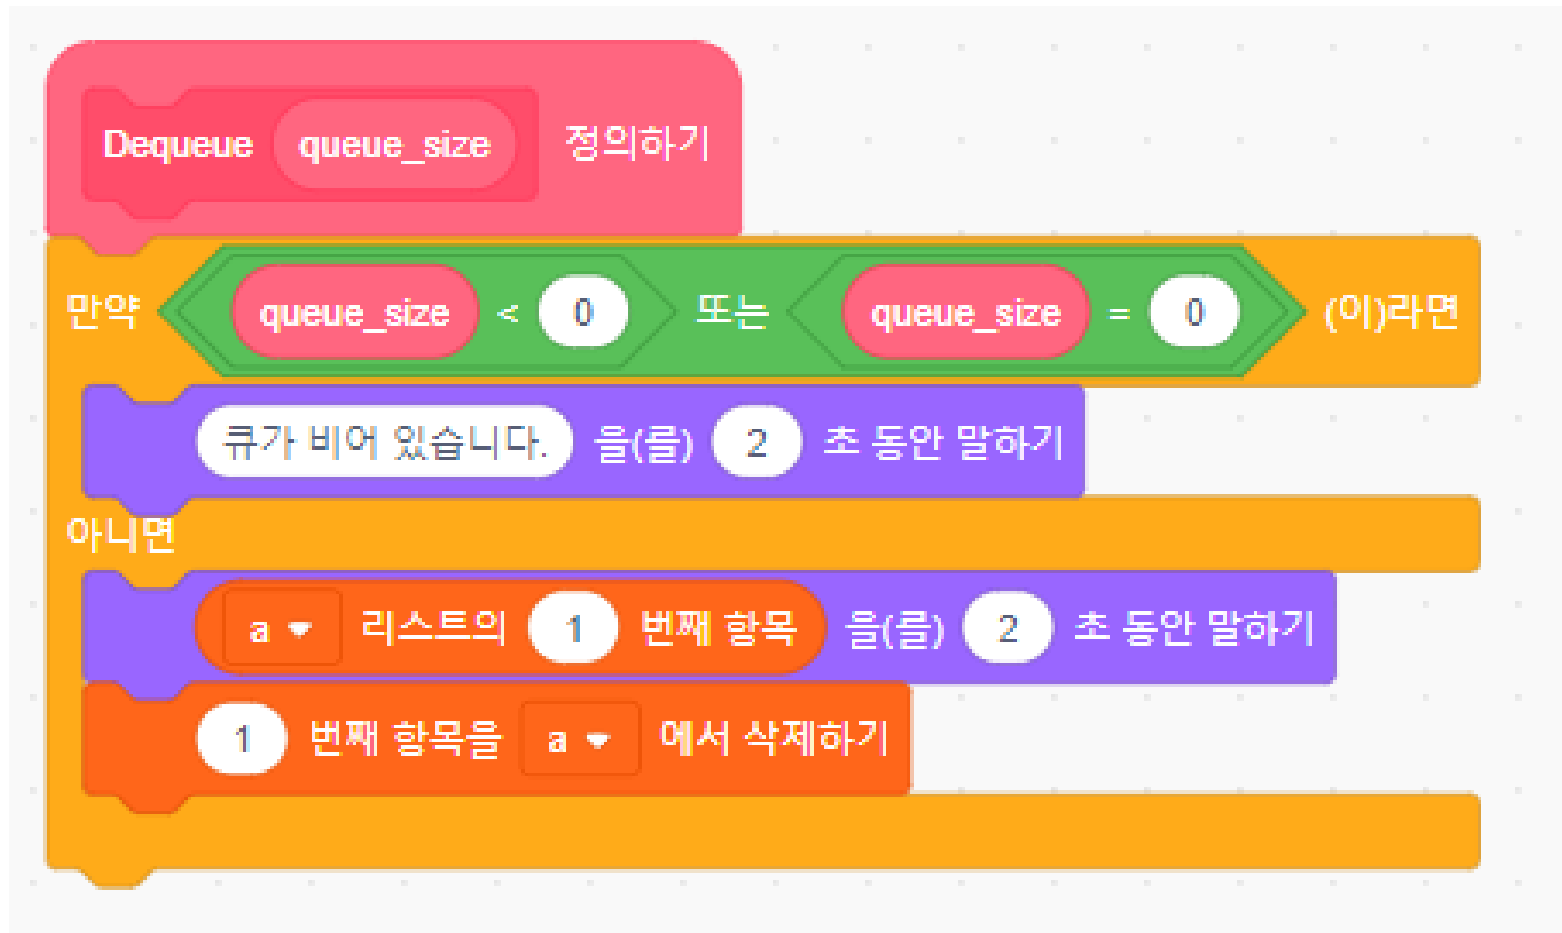 Dequeue queue_size 정의하기
만약 queue_size < 0 또는 queue_size = 0 (이)라면
큐가 비어 있습니다. 을(를) 2 초 동안 말하기
아니면
a 리스트의 1 번째 항목 을(를) 2 초 동안 말하기
1 번째 항목을 a 에서 삭제하기